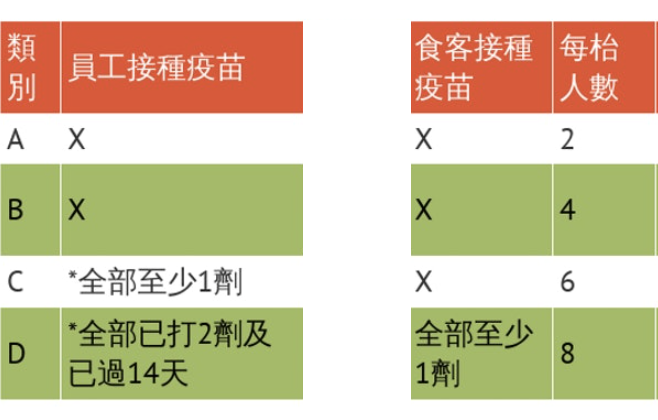 類別 員工接種疫苗 食客接種疫苗 每枱人數
A X X 2
B X X 4
C *全部至少1劑 X 6
D *全部已打2劑及已過14天 全部至少1劑 8